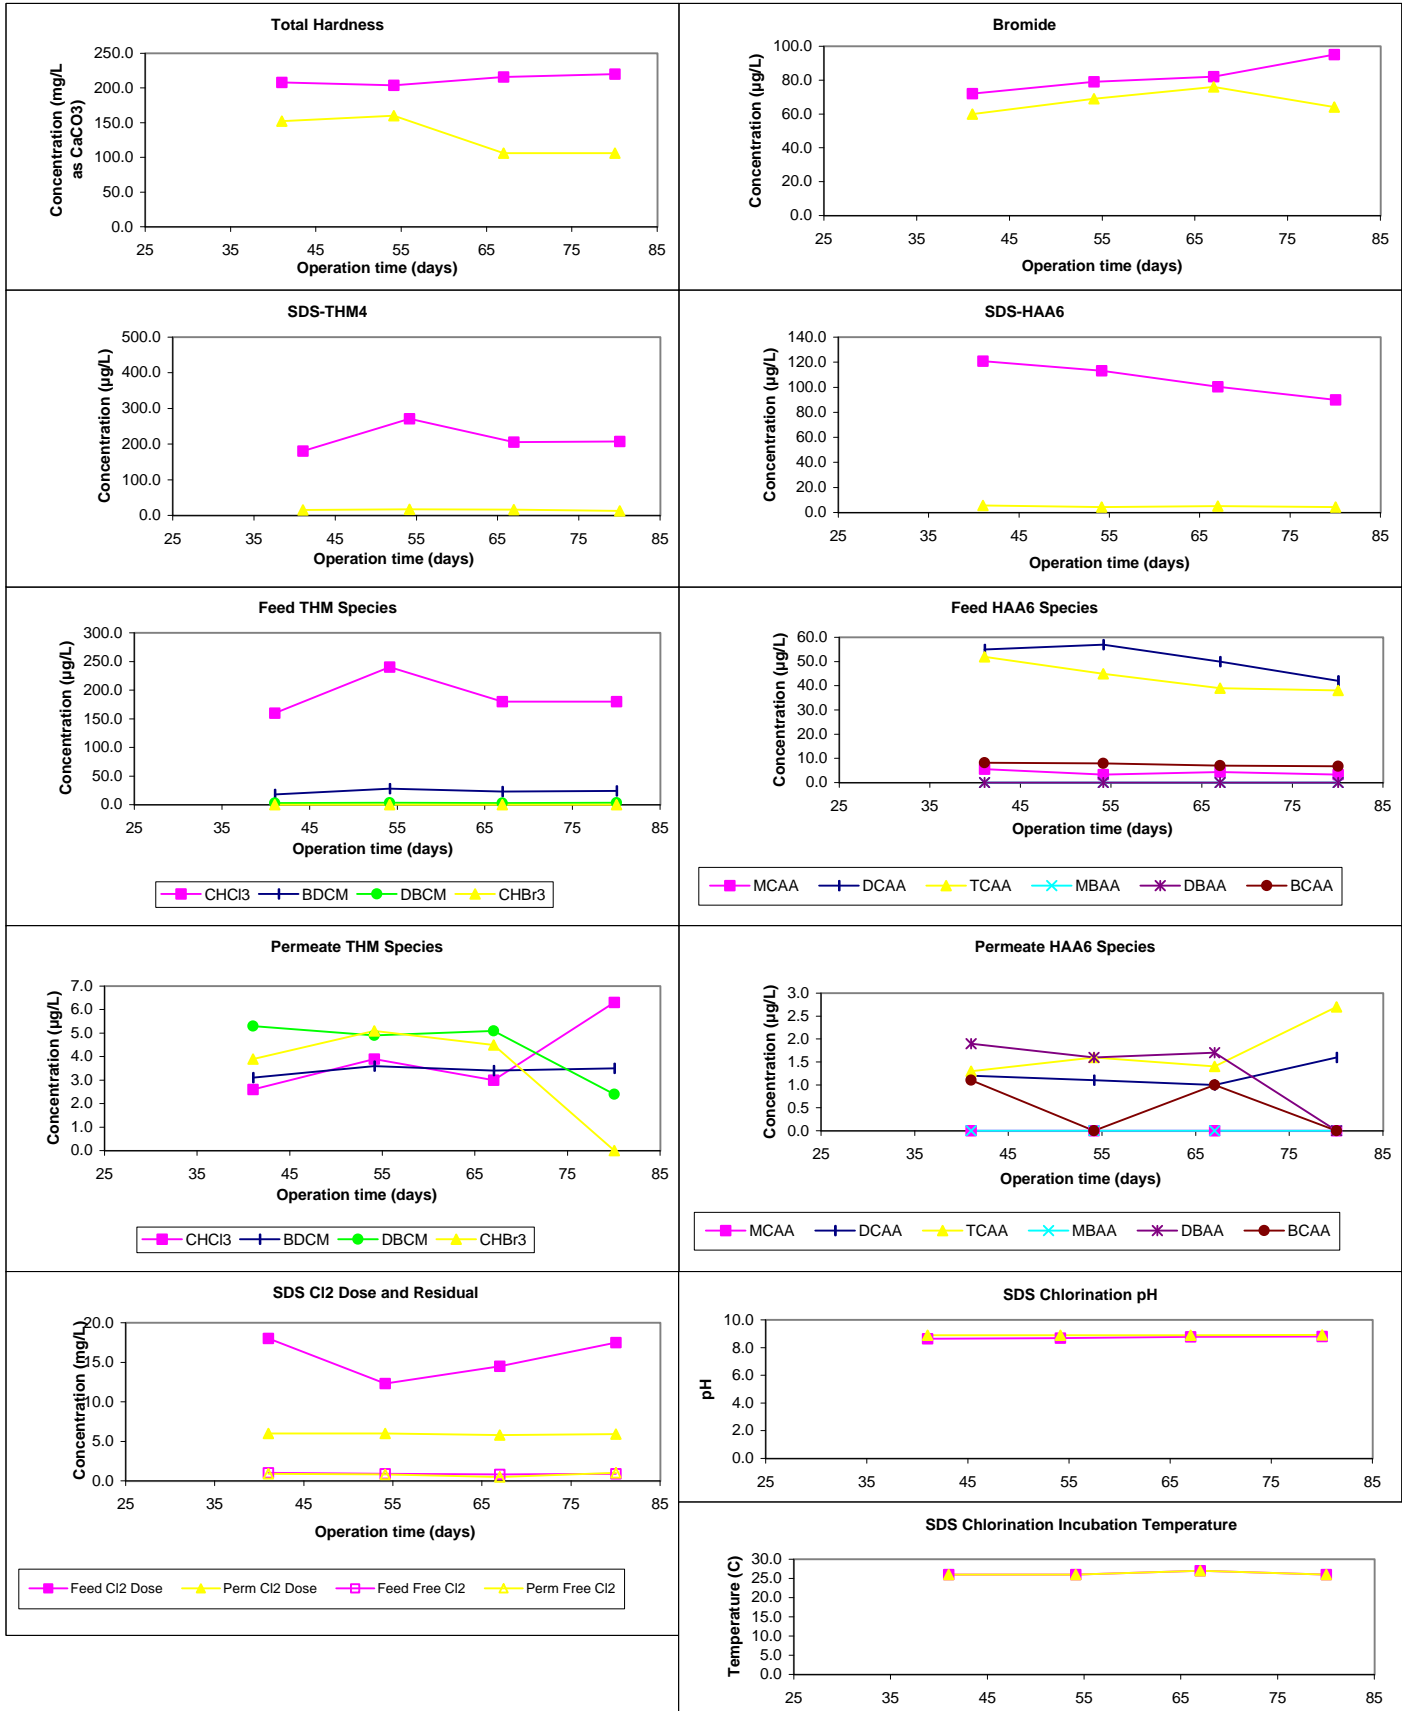 Total Hardness
Concentration (mg/L
as CaCO3)
250.0
200.0
150.0
100.0
50.0
0.0
25 35 45 55 65 75 85
Operation time (days)
Bromide
Concentration (µg/L)
100.0
80.0
60.0
40.0
20.0
0.0
25 35 45 55 65 75 85
Operation time (days)
SDS-THM4
Concentration (µg/L)
500.0
400.0
300.0
200.0
100.0
0.0
25 35 45 55 65 75 85
Operation time (days)
SDS-HAA6
Concentration (µg/L)
140.0
120.0
100.0
80.0
60.0
40.0
20.0
0.0
25 35 45 55 65 75 85
Operation time (days)
Feed THM Species
Concentration (µg/L)
300.0
250.0
200.0
150.0
100.0
50.0
0.0
25 35 45 55 65 75 85
Operation time (days)
CHCl3 BDCM DBCM CHBr3
Feed HAA6 Species
Concentration (µg/L)
60.0
50.0
40.0
30.0
20.0
10.0
0.0
25 35 45 55 65 75 85
Operation time (days)
MCAA DCAA TCAA MBAA DBAA BCAA
Permeate THM Species
Concentration (µg/L)
7.0
6.0
5.0
4.0
3.0
2.0
1.0
0.0
25 35 45 55 65 75 85
Operation time (days)
CHCl3 BDCM DBCM CHBr3
Permeate HAA6 Species
Concentration (µg/L)
3.0
2.5
2.0
1.5
1.0
0.5
0.0
25 35 45 55 65 75 85
Operation time (days)
MCAA DCAA TCAA MBAA DBAA BCAA
SDS Cl2 Dose and Residual
Concentration (mg/L)
20.0
15.0
10.0
5.0
0.0
25 35 45 55 65 75 85
Operation time (days)
Feed Cl2 Dose Perm Cl2 Dose Feed Free Cl2 Perm Free Cl2
SDS Chlorination pH
pH
10.0
8.0
6.0
4.0
2.0
0.0
25 35 45 55 65 75 85
SDS Chlorination Incubation Temperature
Temperature (C)
30.0
25.0
20.0
15.0
10.0
5.0
0.0
25 35 45 55 65 75 85